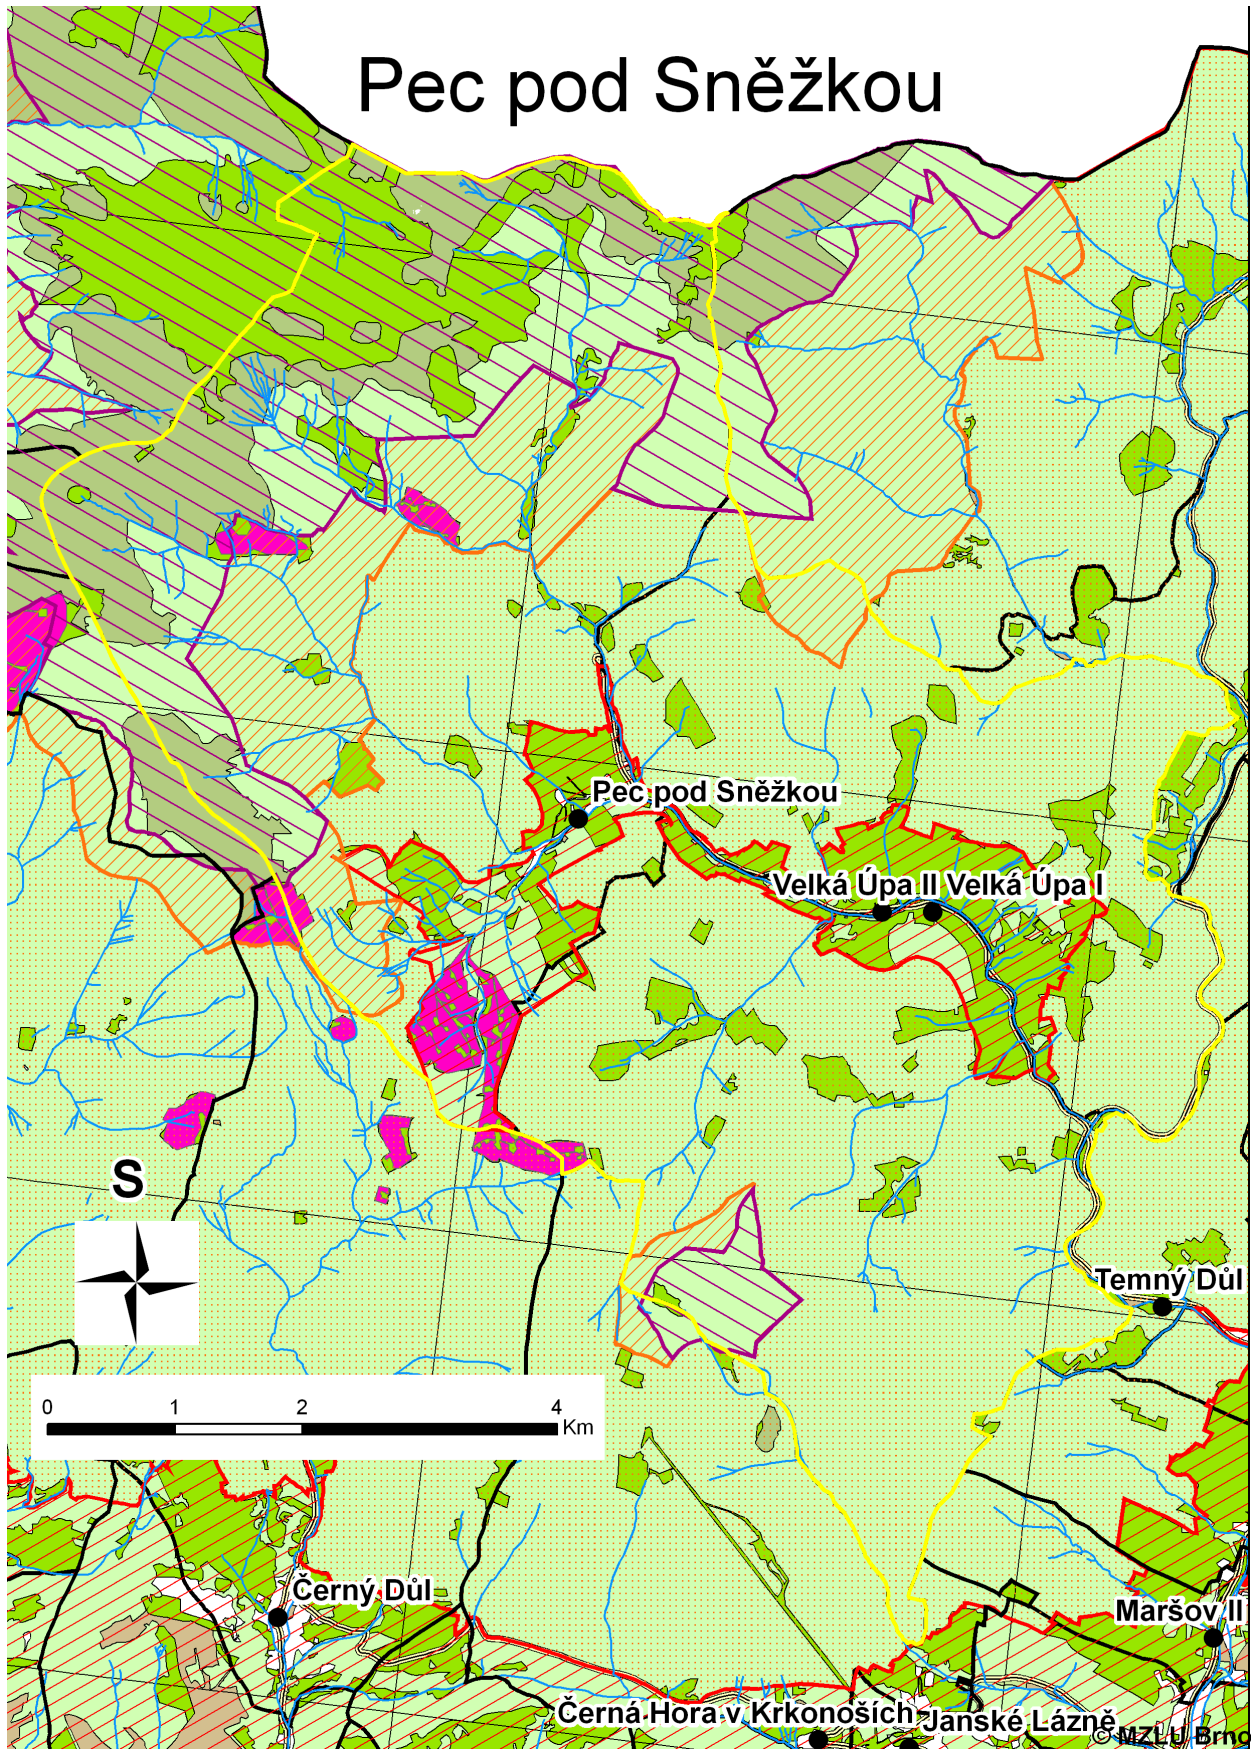 Pec pod Sněžkou
Pec pod Sněžkou
Velká Úpa II Velká Úpa I
S
Temný Důl
0 1 2 4
Km
Černý Důl
Maršov II
Černá Hora v Krkonoších
Janské Lázně
© MZLU Brno